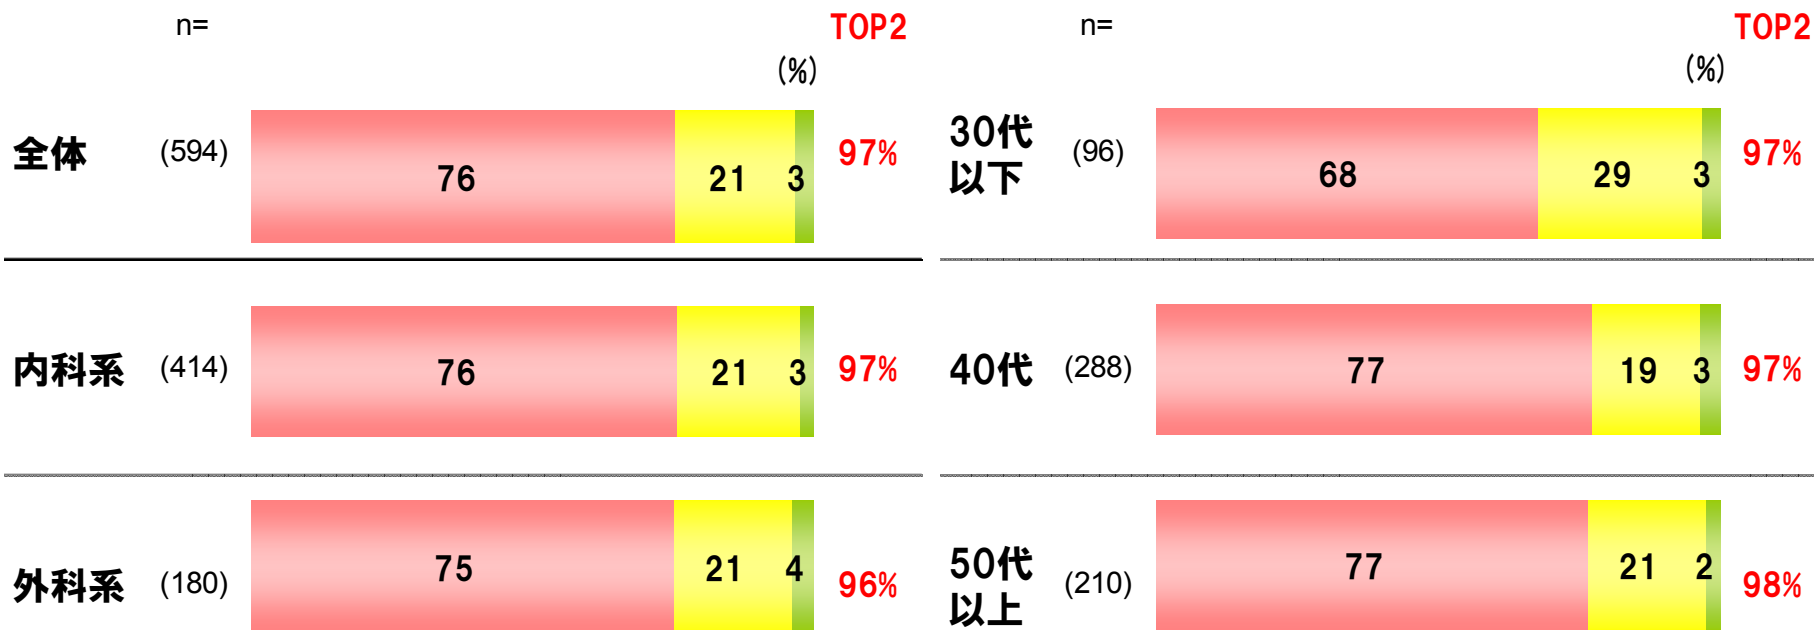 n= TOP2
(%)
全体 (594) 76 21 3 97%
内科系 (414) 76 21 3 97%
外科系 (180) 75 21 4 96%
n= TOP2
(%)
30代
以下 (96) 68 29 3 97%
40代 (288) 77 19 3 97%
50代
以上 (210) 77 21 2 98%